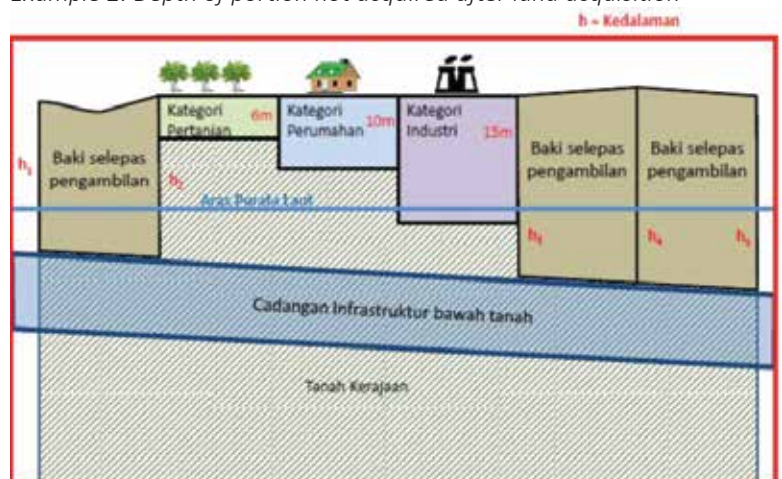 Example 2: Depth of portion not acquired after land acquisition
h - Kedalaman
Kategori
Pertanian
6m
Kategori
Perumahan
10m
Kategori
Industri
15m
Baki selepas
pengambilan
Baki selepas
pengambilan
Baki selepas
pengambilan
h1
h2
Aras Purata Laut
h3
h4
h5
Cadangan Infrastruktur bawah tanah
Tanah Kerajaan